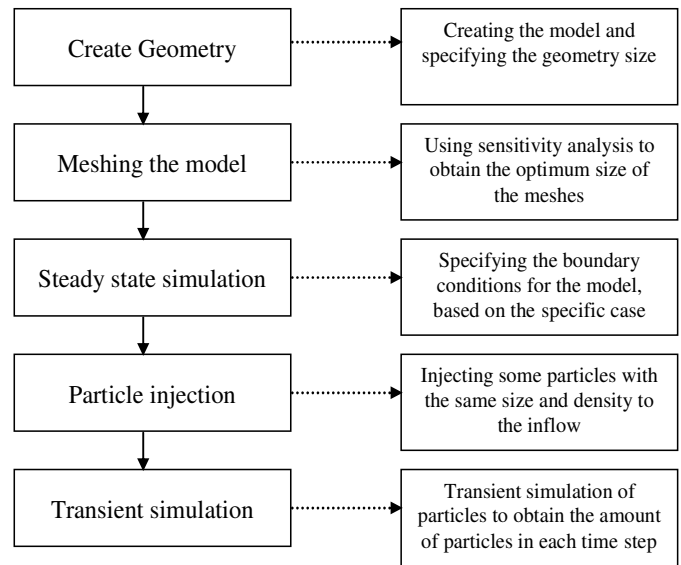 Create Geometry
Creating the model and
specifying the geometry size
Meshing the model
Using sensitivity analysis to
obtain the optimum size of
the meshes
Steady state simulation
Specifying the boundary
conditions for the model,
based on the specific case
Particle injection
Injecting some particles with
the same size and density to
the inflow
Transient simulation
Transient simulation of
particles to obtain the amount
of particles in each time step